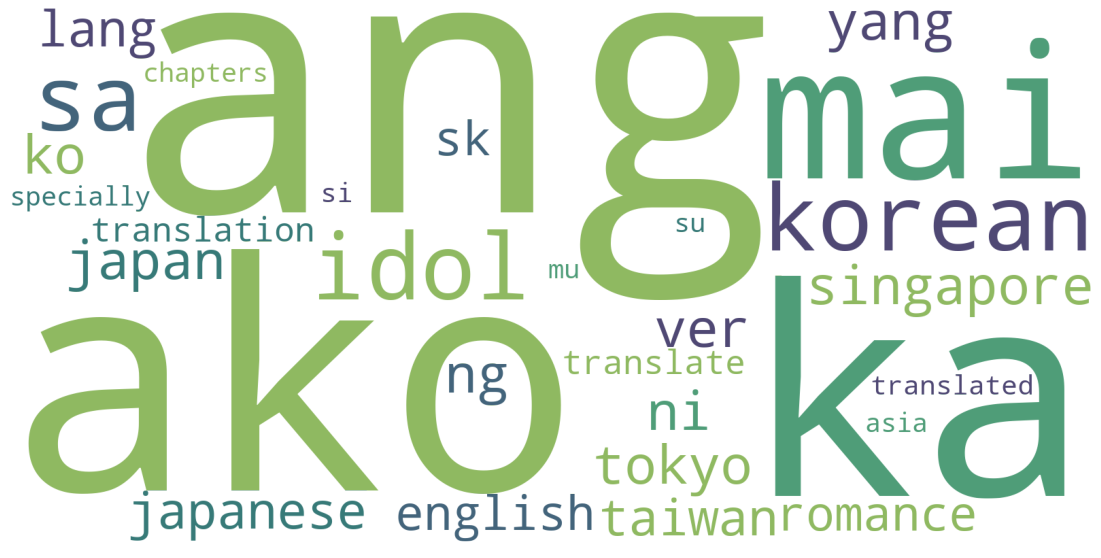 lang
ang
yang
chapters
mai
sa
sk
ko
korean
specially
si
su
translation
japan
idol
mu
singapore
ako
ka
ver
ng
translate
translated
ni
asia
tokyo
japanese
english
taiwan
romance